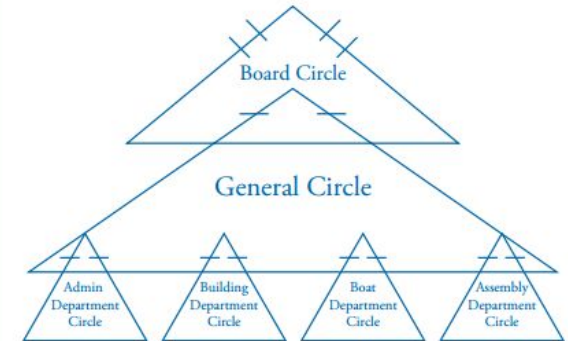 Board Circle
General Circle
Admin
Department
Circle
Building
Department
Circle
Boat
Department
Circle
Assembly
Department
Circle